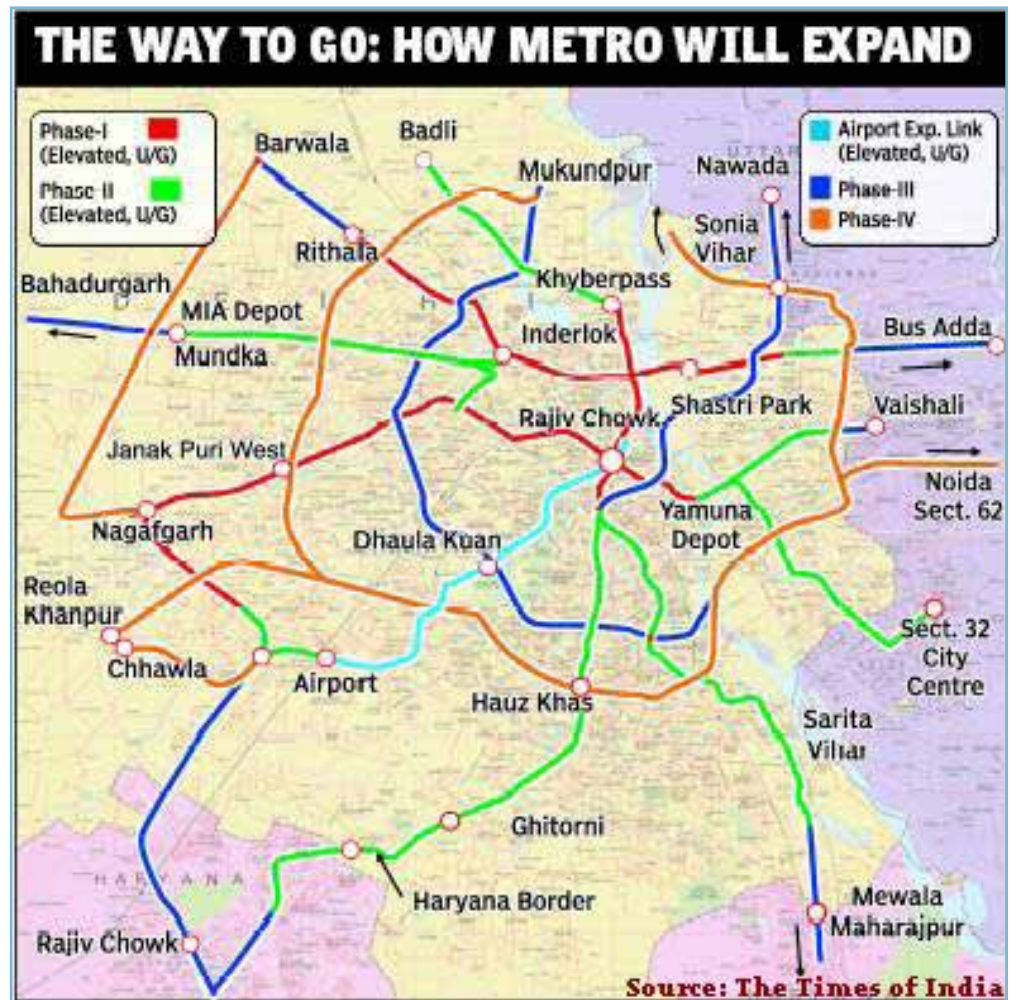 THE WAY TO GO: HOW METRO WILL EXPAND
Phase-I
(Elevated, U/G)
Phase-II
(Elevated, U/G)
Airport Exp. Link
(Elevated, U/G)
Phase-III
Phase-IV
Barwala
Badli
Mukundpur
Nawada
Sonia
Vihar
Rithala
Bahadurgarh
Khyberpass
MIA Depot
Mundka
Inderlok
Bus Adda
Rajiv Chowk
Shastri Park
Vaishali
Janak Puri West
Noida
Sect. 62
Nagafgarh
Yamuna
Depot
Dhaula Kuan
Reola
Khanpur
Chhawla
Airport
Sect. 32
City
Centre
Hauz Khas
Sarita
Vihar
Ghitorni
HARYANA
Haryana Border
Mewala
Maharajpur
Rajiv Chowk
Source: The Times of India